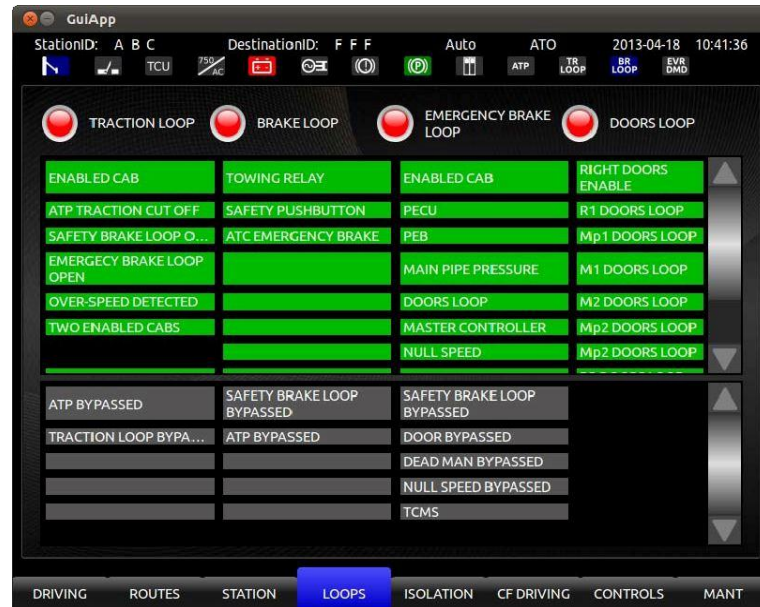 GuiApp
StationID: A B C DestinationID: F F F Auto ATO 2013-04-18 10:41:36
TCU 750/AC (P) ATP TR LOOP BR LOOP EVR DMD
TRACTION LOOP BRAKE LOOP EMERGENCY BRAKE LOOP DOORS LOOP
ENABLED CAB TOWING RELAY ENABLED CAB RIGHT DOORS ENABLE
ATP TRACTION CUT OFF SAFETY PUSHBUTTON PECU R1 DOORS LOOP
SAFETY BRAKE LOOP O... ATC EMERGENCY BRAKE PEB Mp1 DOORS LOOP
EMERGECY BRAKE LOOP OPEN MAIN PIPE PRESSURE M1 DOORS LOOP
OVER-SPEED DETECTED DOORS LOOP M2 DOORS LOOP
TWO ENABLED CABS MASTER CONTROLLER Mp2 DOORS LOOP
NULL SPEED Mp2 DOORS LOOP
ATP BYPASSED SAFETY BRAKE LOOP BYPASSED SAFETY BRAKE LOOP BYPASSED
TRACTION LOOP BYPA... ATP BYPASSED DOOR BYPASSED
DEAD MAN BYPASSED
NULL SPEED BYPASSED
TCMS
DRIVING ROUTES STATION LOOPS ISOLATION CF DRIVING CONTROLS MANT